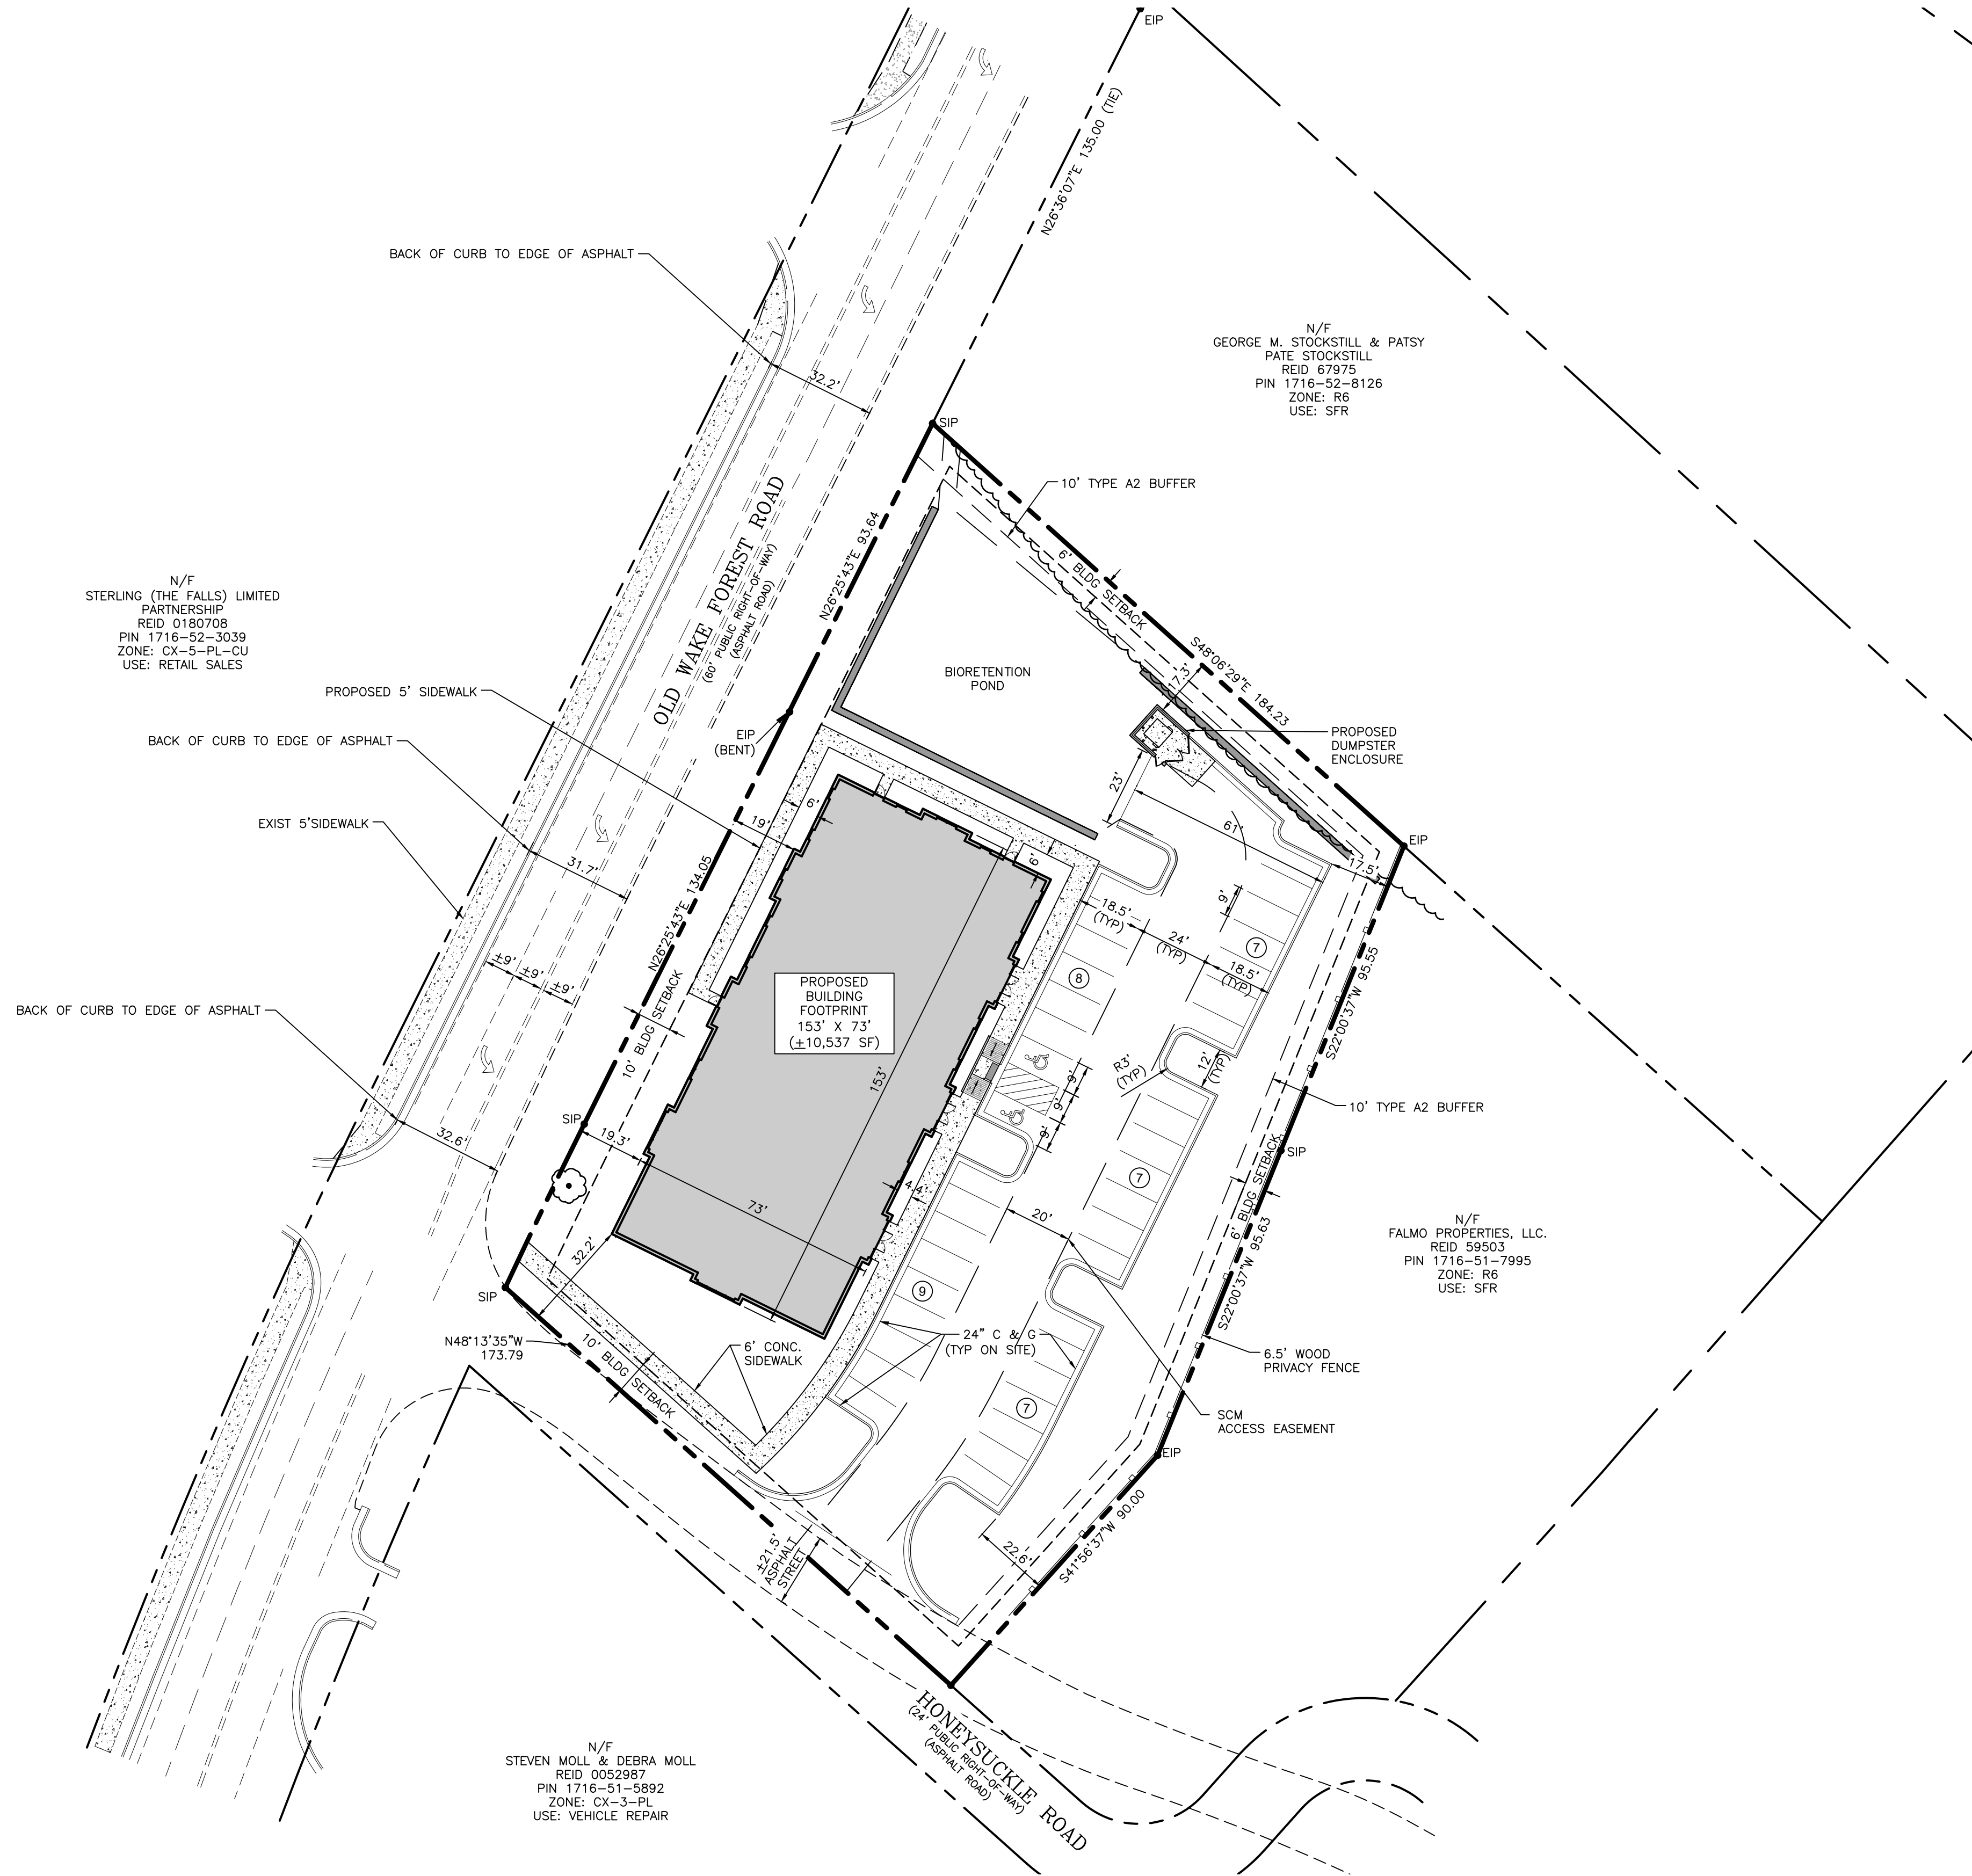 EIP
N26°36'07"E 135.00 (TIE)
BACK OF CURB TO EDGE OF ASPHALT
32.2'
N/F
GEORGE M. STOCKSTILL & PATSY
PATE STOCKSTILL
REID 67975
PIN 1716-52-8126
ZONE: R6
USE: SFR
SIP
10' TYPE A2 BUFFER
OLD WAKE FOREST ROAD
(60' PUBLIC RIGHT-OF-WAY)
(ASPHALT ROAD)
N26°25'43"E 93.64
6' BLDG SETBACK
S48°06'29"E 184.23
N/F
STERLING (THE FALLS) LIMITED
PARTNERSHIP
REID 0180708
PIN 1716-52-3039
ZONE: CX-5-PL-CU
USE: RETAIL SALES
BIORETENTION
POND
17.3'
PROPOSED 5' SIDEWALK
EIP
(BENT)
PROPOSED
DUMPSTER
ENCLOSURE
BACK OF CURB TO EDGE OF ASPHALT
23'
6'
19'
61'
EXIST 5'SIDEWALK
31.7'
EIP
17.5'
6'
N26°25'43"E 134.05
9'
18.5'
(TYP)
24'
(TYP)
18.5'
(TYP)
7
8
±9'
±9'
±9'
PROPOSED
BUILDING
FOOTPRINT
153' X 73'
(±10,537 SF)
10' BLDG SETBACK
S22°00'37"W 95.55
BACK OF CURB TO EDGE OF ASPHALT
153'
R3'
(TYP)
12'
(TYP)
9'
9'
9'
10' TYPE A2 BUFFER
32.6'
SIP
19.3'
SIP
6' BLDG SETBACK
7
4.4'
73'
20'
N/F
FALMO PROPERTIES, LLC.
REID 59503
PIN 1716-51-7995
ZONE: R6
USE: SFR
32.2'
S22°00'37"W 95.63
SIP
9
N48°13'35"W
173.79
10' BLDG SETBACK
6' CONC.
SIDEWALK
24" C & G
(TYP ON SITE)
6.5' WOOD
PRIVACY FENCE
7
SCM
ACCESS EASEMENT
EIP
±21.5'
ASPHALT
STREET
22.6'
S41°56'37"W 90.00
HONEYSUCKLE ROAD
(24' PUBLIC RIGHT-OF-WAY)
(ASPHALT ROAD)
N/F
STEVEN MOLL & DEBRA MOLL
REID 0052987
PIN 1716-51-5892
ZONE: CX-3-PL
USE: VEHICLE REPAIR